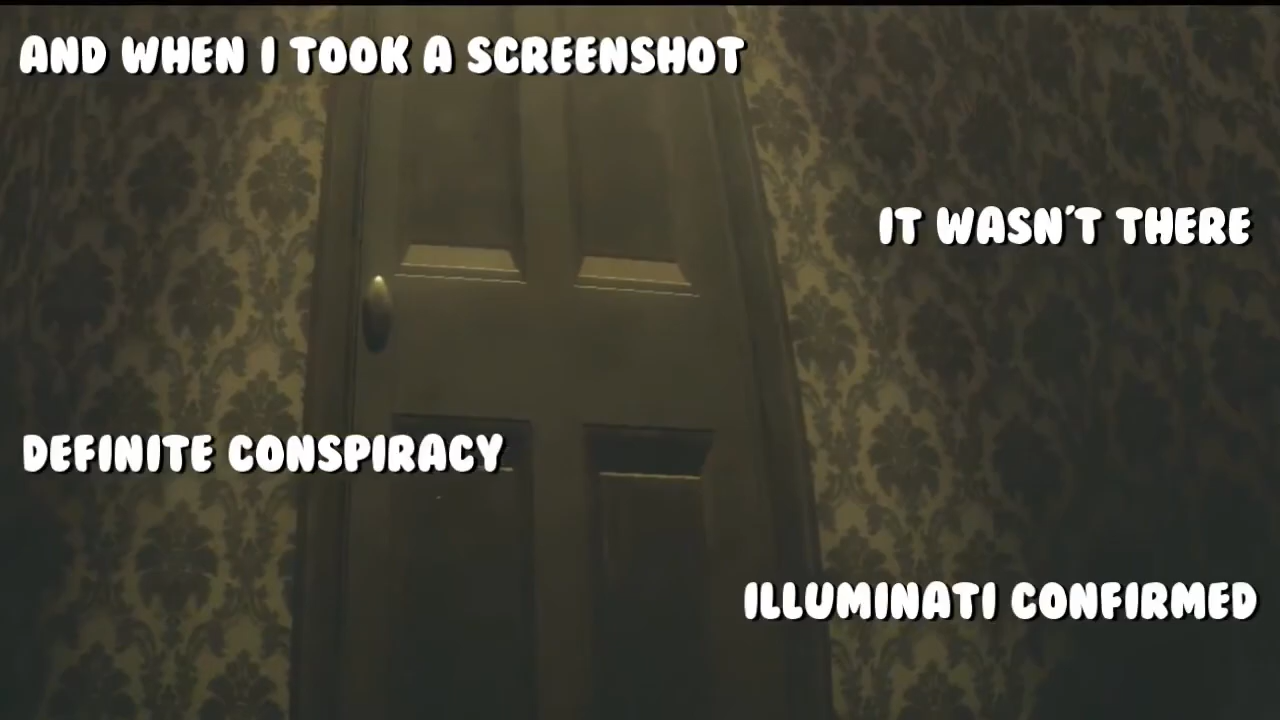 AND WHEN I TOOK A SCREENSHOT
IT WASN'T THERE
DEFINITE CONSPIRACY
ILLUMINATI CONFIRMED